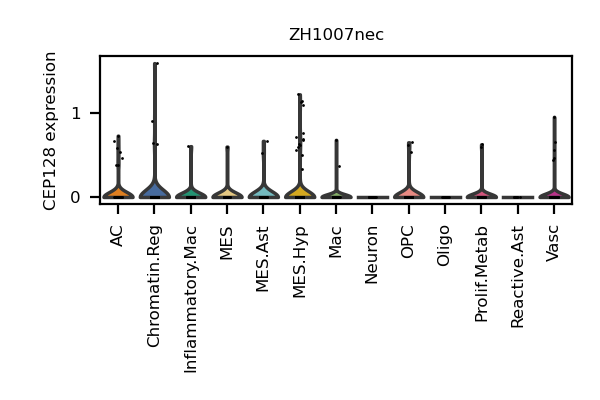 ZH1007nec
CEP128 expression
1
0
AC
Chromatin.Reg
Inflammatory.Mac
MES
MES.Ast
MES.Hyp
Mac
Neuron
OPC
Oligo
Prolif.Metab
Reactive.Ast
Vasc